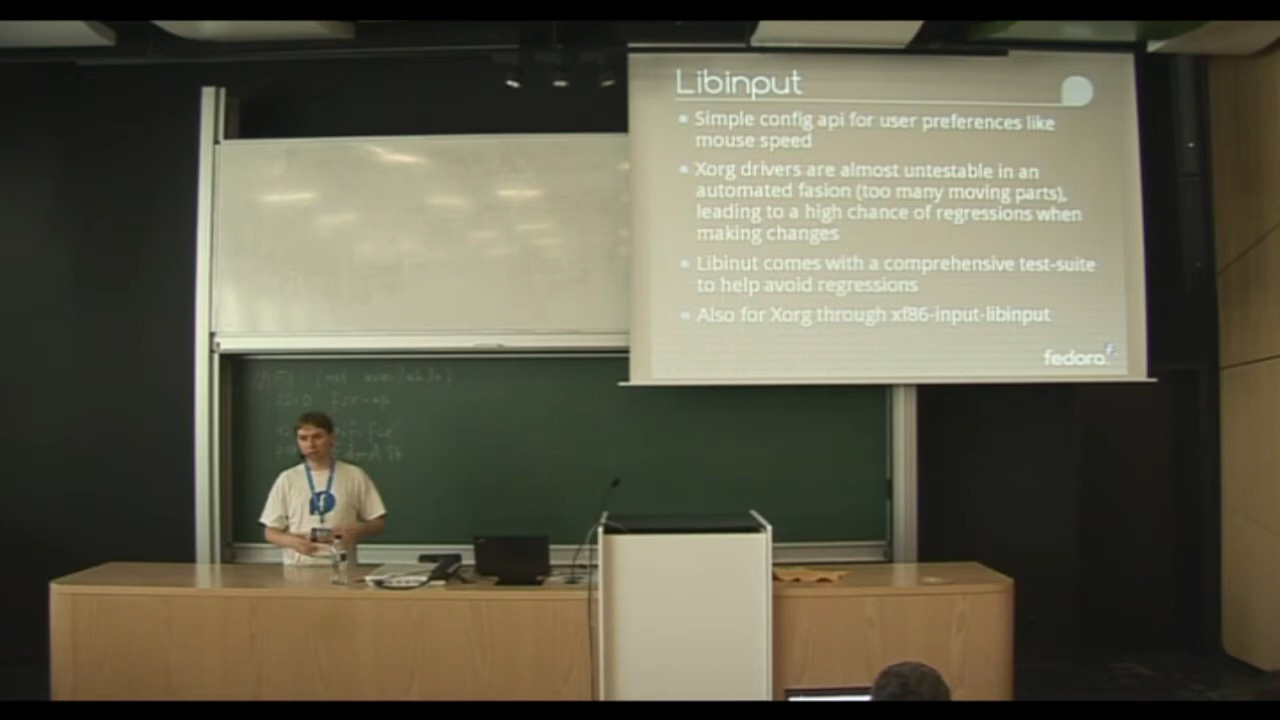 Libinput
Simple config api for user preferences like
mouse speed
Xorg drivers are almost untestable in an
automated fasion (too many moving parts),
leading to a high chance of regressions when
making changes
Libinut comes with a comprehensive test-suite
to help avoid regressions
Also for Xorg through xf86-input-libinput
fedora